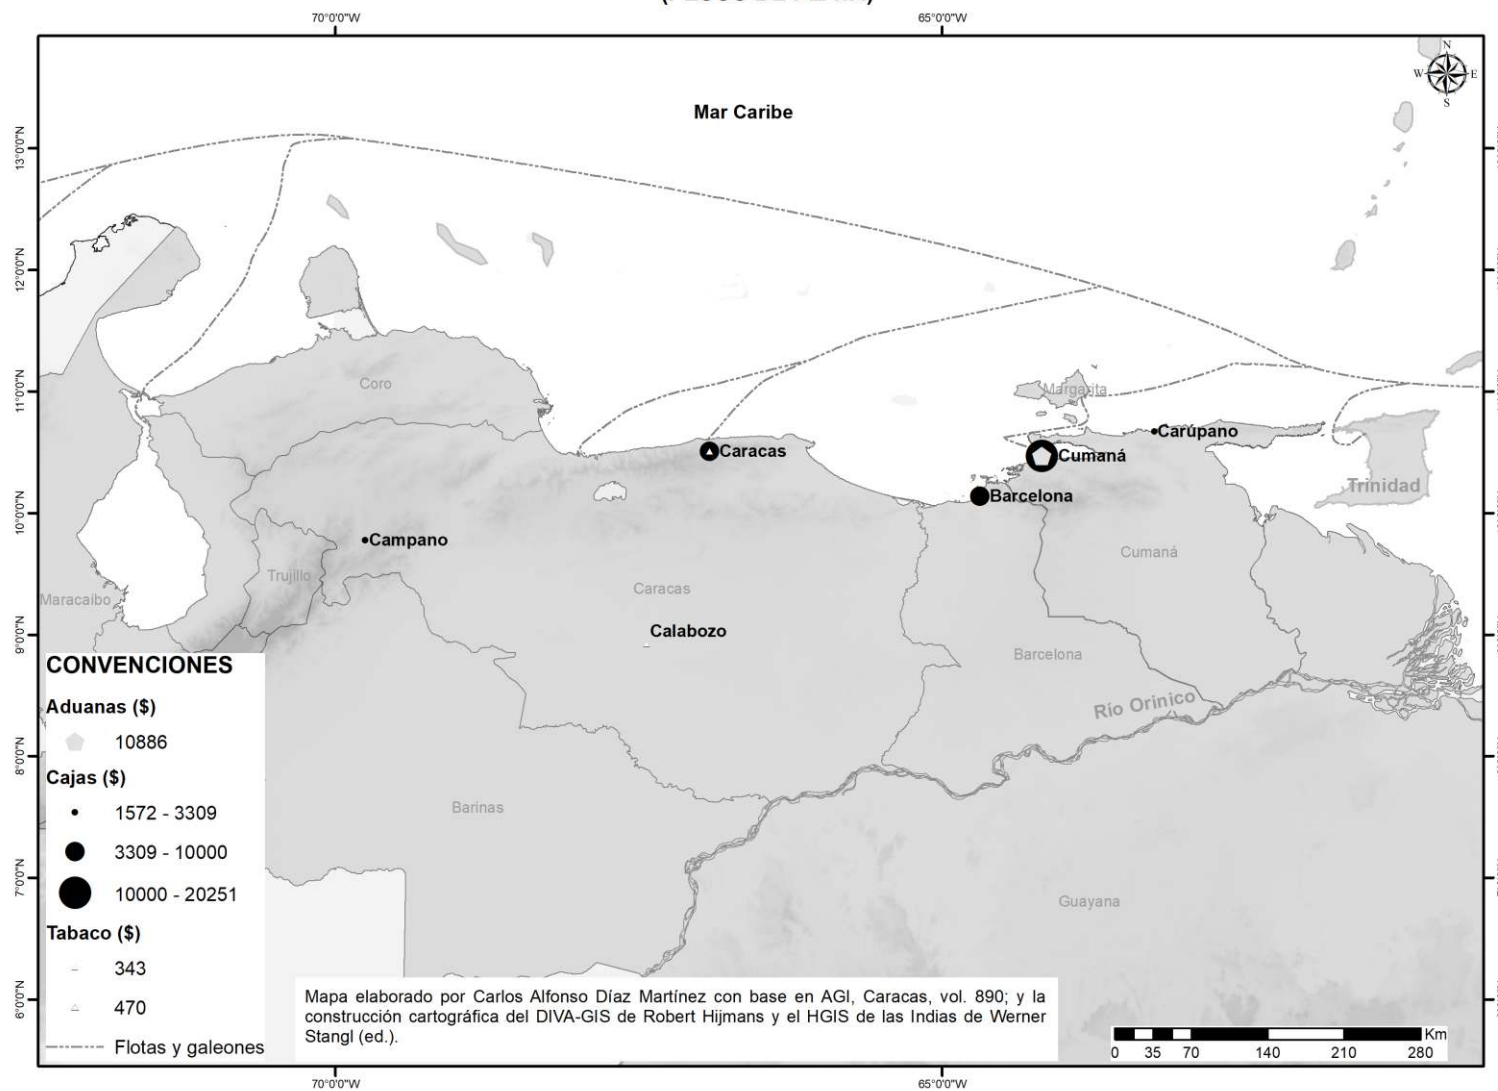 70°0'0"W
65°0'0"W
N
W
E
S
Mar Caribe
13°0'0"N
12°0'0"N
11°0'0"N
10°0'0"N
9°0'0"N
8°0'0"N
7°0'0"N
6°0'0"N
Coro
Margarita
Carúpano
Caracas
Cumaná
Barcelona
Trinidad
Campano
Cumaná
Trujillo
Caracas
Maracaibo
Calabozo
Barcelona
Río Orinico
Barinas
Guayana
CONVENCIONES
Aduanas ($)
10886
Cajas ($)
1572 - 3309
3309 - 10000
10000 - 20251
Tabaco ($)
343
470
Flotas y galeones
Mapa elaborado por Carlos Alfonso Díaz Martínez con base en AGI, Caracas, vol. 890; y la
construcción cartográfica del DIVA-GIS de Robert Hijmans y el HGIS de las Indias de Werner
Stangl (ed.).
Km
0 35 70 140 210 280
70°0'0"W
65°0'0"W